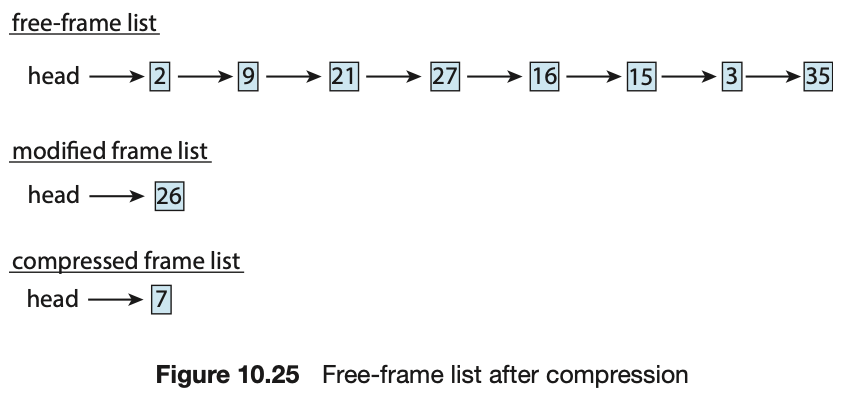 free-frame list
head 2 9 21 27 16 15 3 35
modified frame list
head 26
compressed frame list
head 7
Figure 10.25 Free-frame list after compression